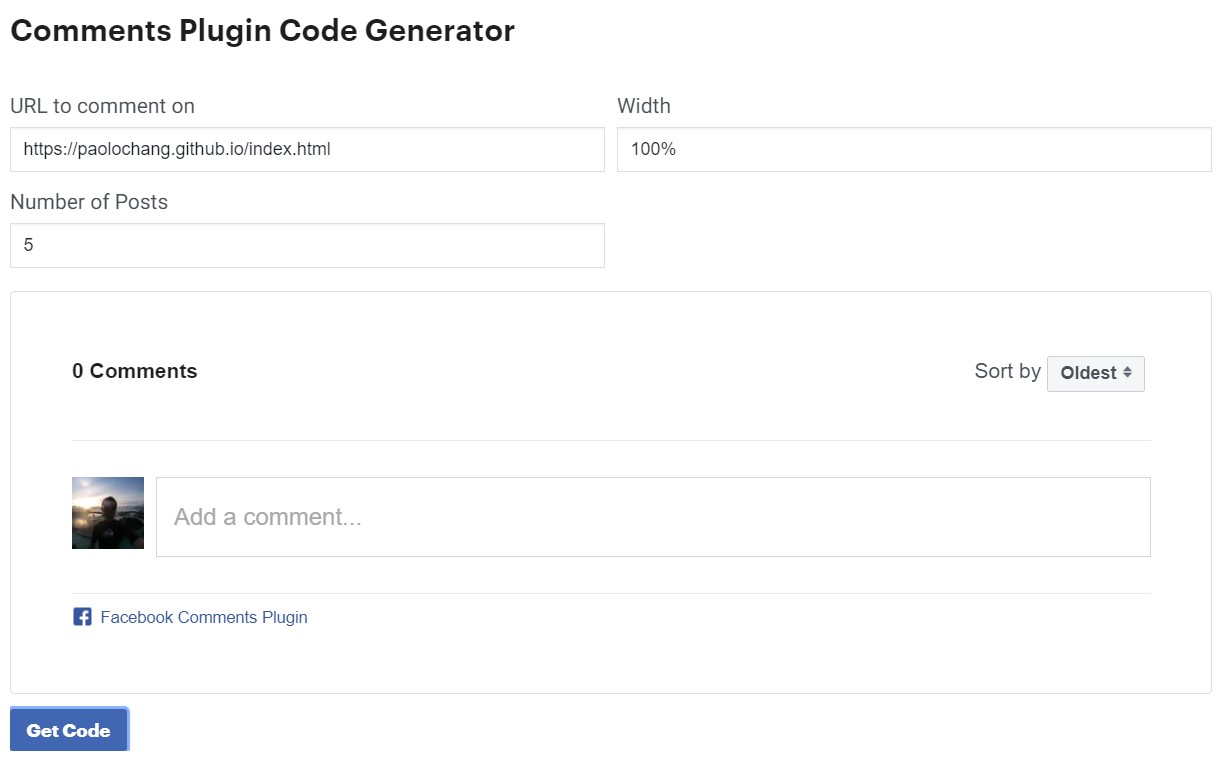 Comments Plugin Code Generator
URL to comment on
Width
https://paolochang.github.io/index.html
100%
Number of Posts
5
0 Comments
Sort by Oldest
Add a comment...
Facebook Comments Plugin
Get Code